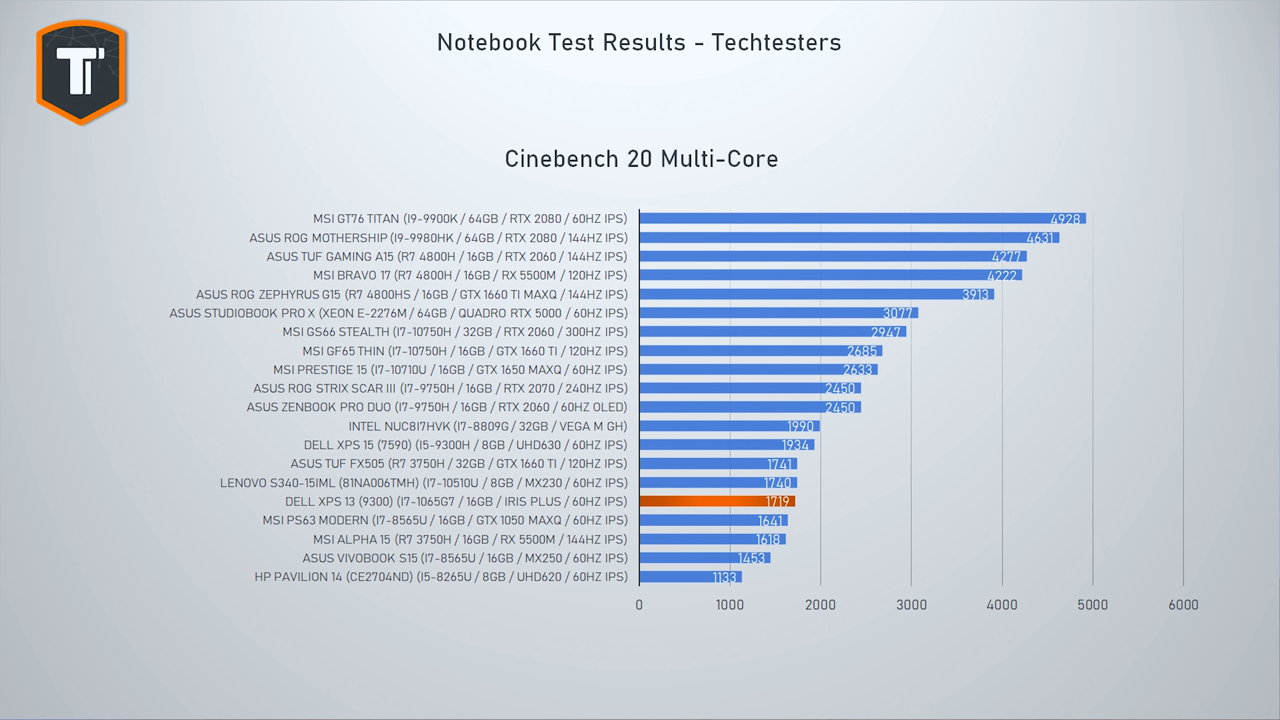 Notebook Test Results - Techtesters
Cinebench 20 Multi-Core
MSI GT76 TITAN (I9-9900K / 64GB / RTX 2080 / 60HZ IPS) 4928
ASUS ROG MOTHERSHIP (I9-9980HK / 64GB / RTX 2080 / 144HZ IPS) 4631
ASUS TUF GAMING A15 (R7 4800H / 16GB / RTX 2060 / 144HZ IPS) 4277
MSI BRAVO 17 (R7 4800H / 16GB / RX 5500M / 120HZ IPS) 4222
ASUS ROG ZEPHYRUS G15 (R7 4800HS / 16GB / GTX 1660 TI MAXQ / 144HZ IPS) 3913
ASUS STUDIOBOOK PRO X (XEON E-2276M / 64GB / QUADRO RTX 5000 / 60HZ IPS) 3077
MSI GS66 STEALTH (I7-10750H / 32GB / RTX 2060 / 300HZ IPS) 2947
MSI GF65 THIN (I7-10750H / 16GB / GTX 1660 TI / 120HZ IPS) 2685
MSI PRESTIGE 15 (I7-10710U / 16GB / GTX 1650 MAXQ / 60HZ IPS) 2633
ASUS ROG STRIX SCAR III (I7-9750H / 16GB / RTX 2070 / 240HZ IPS) 2450
ASUS ZENBOOK PRO DUO (I7-9750H / 16GB / RTX 2060 / 60HZ OLED) 2450
INTEL NUC8I7HVK (I7-8809G / 32GB / VEGA M GH) 1990
DELL XPS 15 (7590) (I5-9300H / 8GB / UHD630 / 60HZ IPS) 1934
ASUS TUF FX505 (R7 3750H / 32GB / GTX 1660 TI / 120HZ IPS) 1741
LENOVO S340-15IML (81NA006TMH) (I7-10510U / 8GB / MX230 / 60HZ IPS) 1740
DELL XPS 13 (9300) (I7-1065G7 / 16GB / IRIS PLUS / 60HZ IPS) 1719
MSI PS63 MODERN (I7-8565U / 16GB / GTX 1050 MAXQ / 60HZ IPS) 1641
MSI ALPHA 15 (R7 3750H / 16GB / RX 5500M / 144HZ IPS) 1618
ASUS VIVOBOOK S15 (I7-8565U / 16GB / MX250 / 60HZ IPS) 1453
HP PAVILION 14 (CE2704ND) (I5-8265U / 8GB / UHD620 / 60HZ IPS) 1133
0 1000 2000 3000 4000 5000 6000